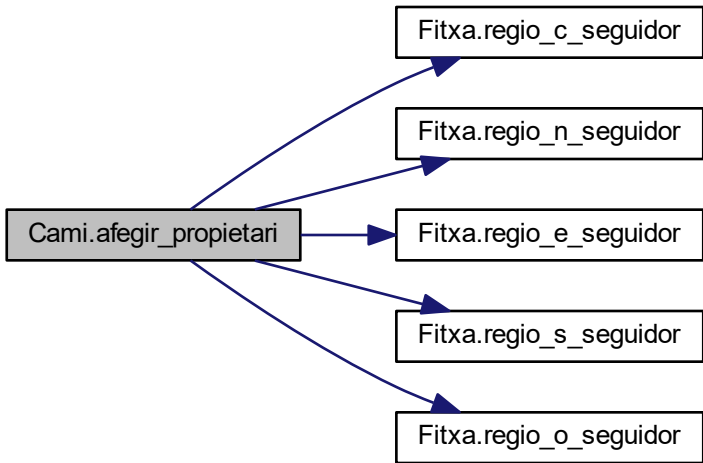 Fitxa.regio_c_seguidor
Fitxa.regio_n_seguidor
Cami.afegir_propietari
Fitxa.regio_e_seguidor
Fitxa.regio_s_seguidor
Fitxa.regio_o_seguidor